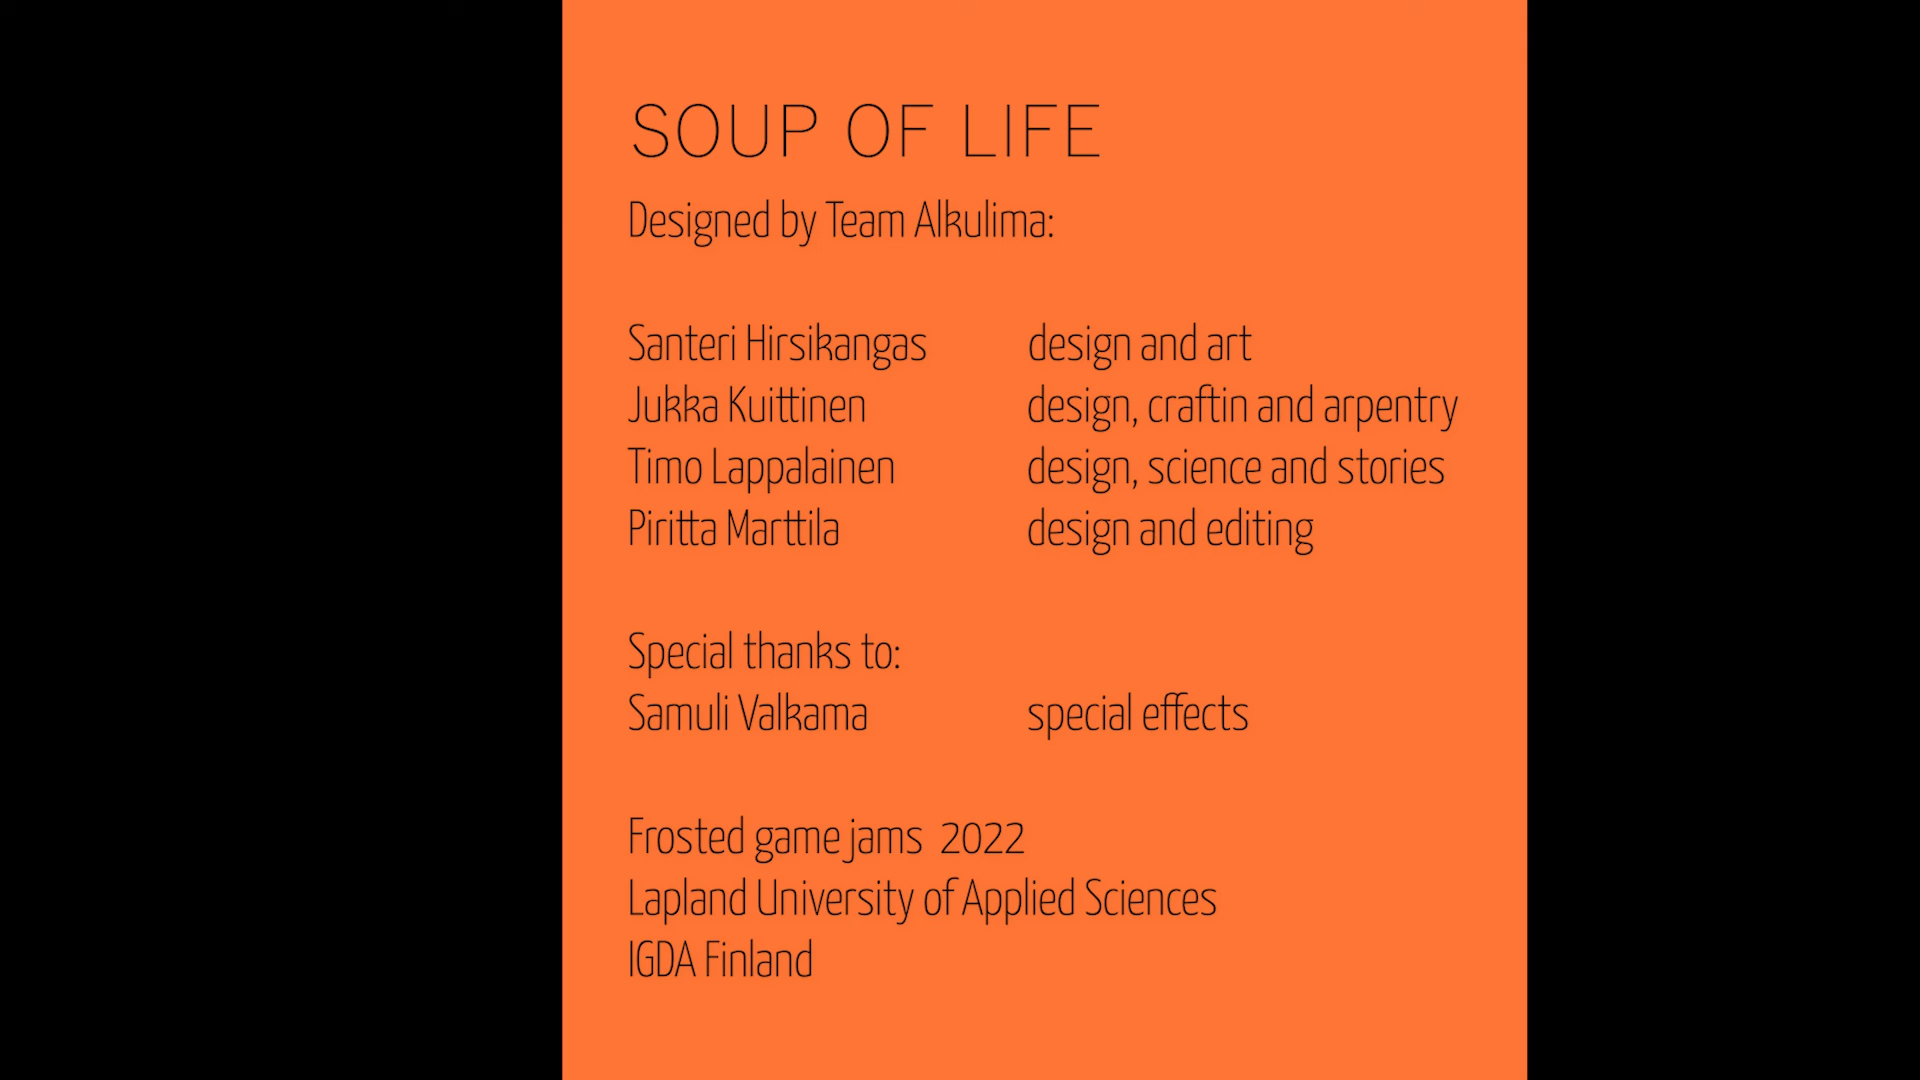 SOUP OF LIFE
Designed by Team Alkulima:
Santeri Hirsikangas design and art
Jukka Kuittinen design, craftin and arpentry
Timo Lappalainen design, science and stories
Piritta Marttila design and editing
Special thanks to:
Samuli Valkama special effects
Frosted game jams 2022
Lapland University of Applied Sciences
IGDA Finland